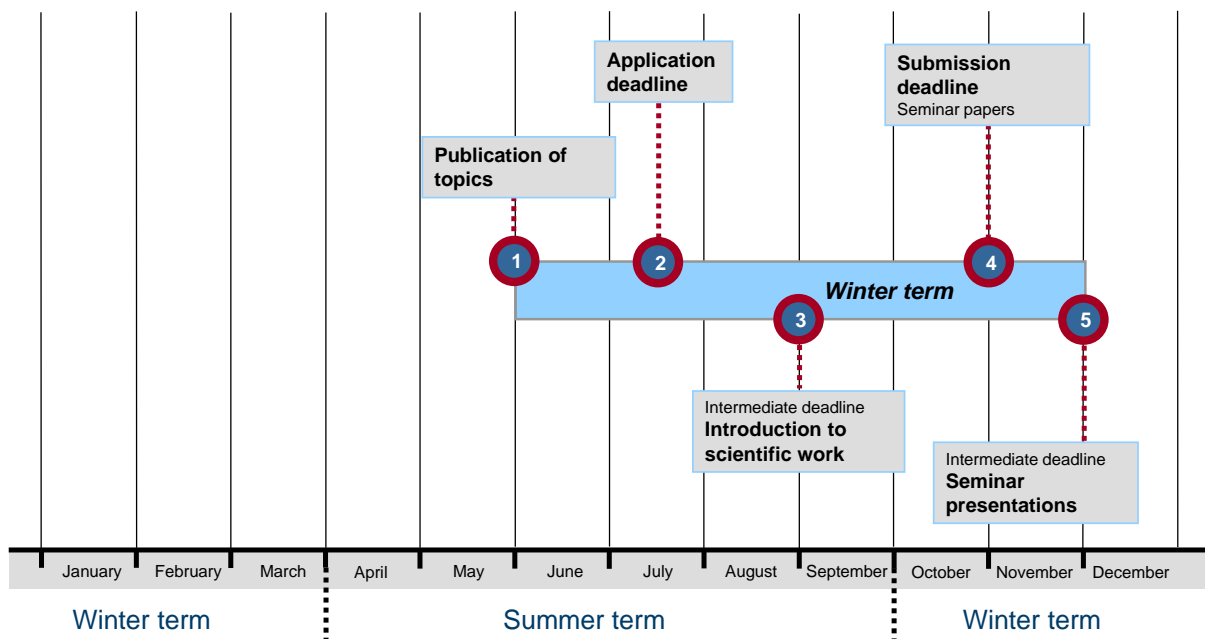 Application
deadline
Submission
deadline
Seminar papers
Publication of
topics
1
2
4
Winter term
3
5
Intermediate deadline
Introduction to
scientific work
Intermediate deadline
Seminar
presentations
January February March April May June July August September October November December
Winter term Summer term Winter term